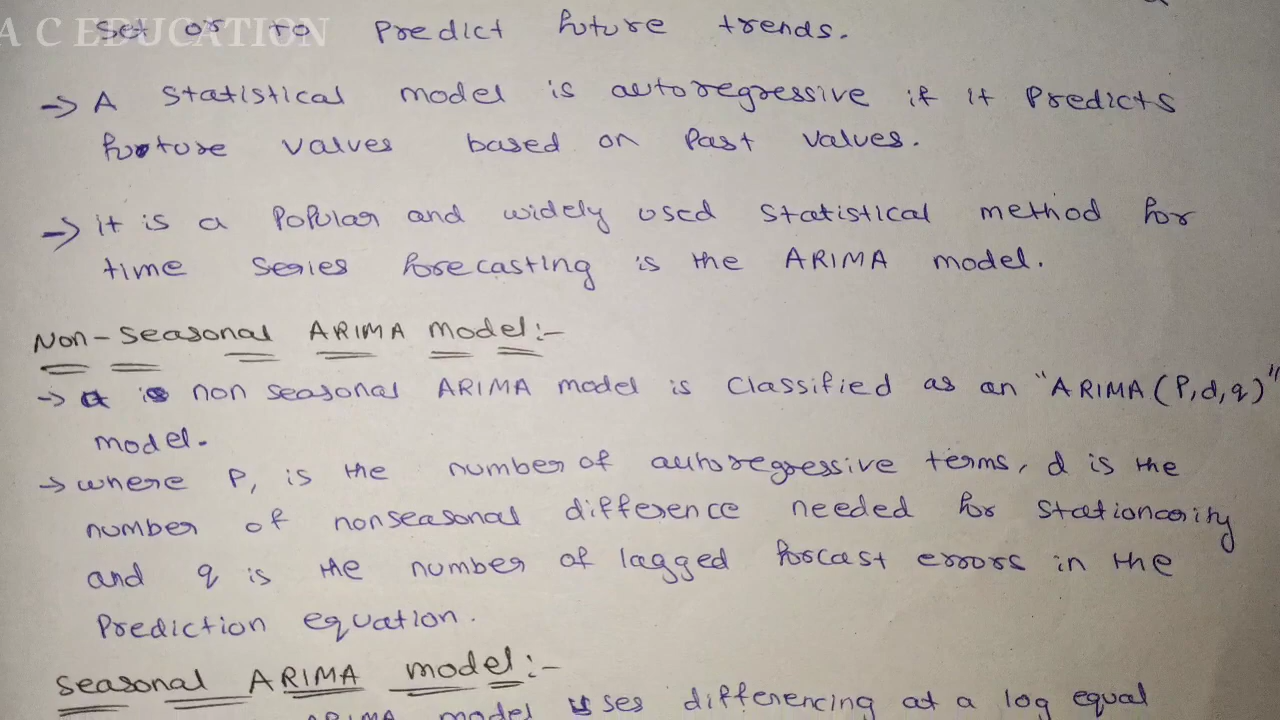 A C EDUCATION
set or to Predict future trends.
→ A statistical model is autoregressive if it Predicts
future values based on Past values.
→ it is a Popular and widely used statistical method for
time series forecasting is the ARIMA model.
Non-seasonal ARIMA model:-
→ non seasonal ARIMA model is classified as an "ARIMA(P,d,q)"
model.
→ where P, is the number of autoregressive terms, d is the
number of nonseasonal difference needed for stationarity
and q is the number of lagged forcast errors in the
Prediction equation.
seasonal ARIMA model:-
ARIMA model uses differencing at a log equal